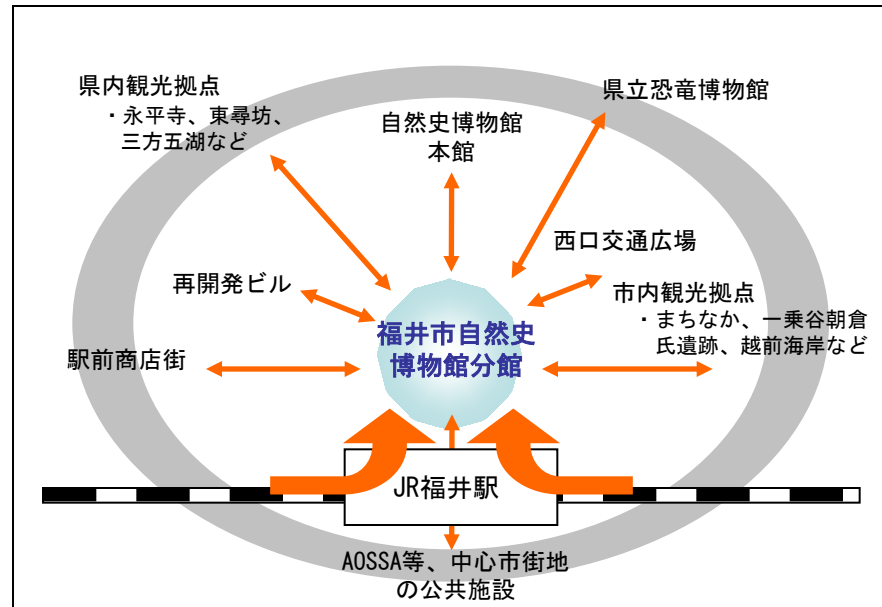 県内観光拠点
・永平寺、東尋坊、
三方五湖など
自然史博物館
本館
県立恐竜博物館
西口交通広場
再開発ビル
市内観光拠点
・まちなか、一乗谷朝倉
氏遺跡、越前海岸など
福井市自然史
博物館分館
駅前商店街
JR福井駅
AOSSA等、中心市街地
の公共施設